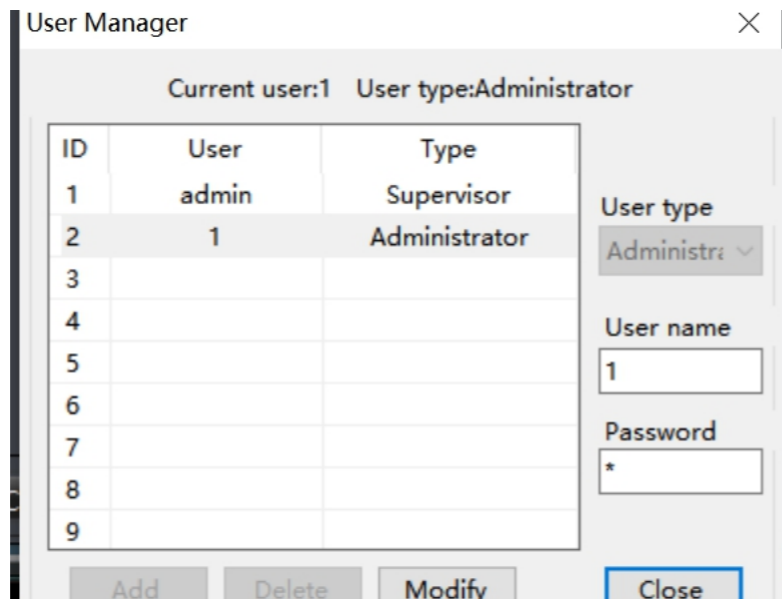 User Manager
Current user:1 User type:Administrator
ID User Type
1 admin Supervisor
2 1 Administrator
3
4
5
6
7
8
9
User type
Administra
User name
1
Password
*
Add Delete Modify Close